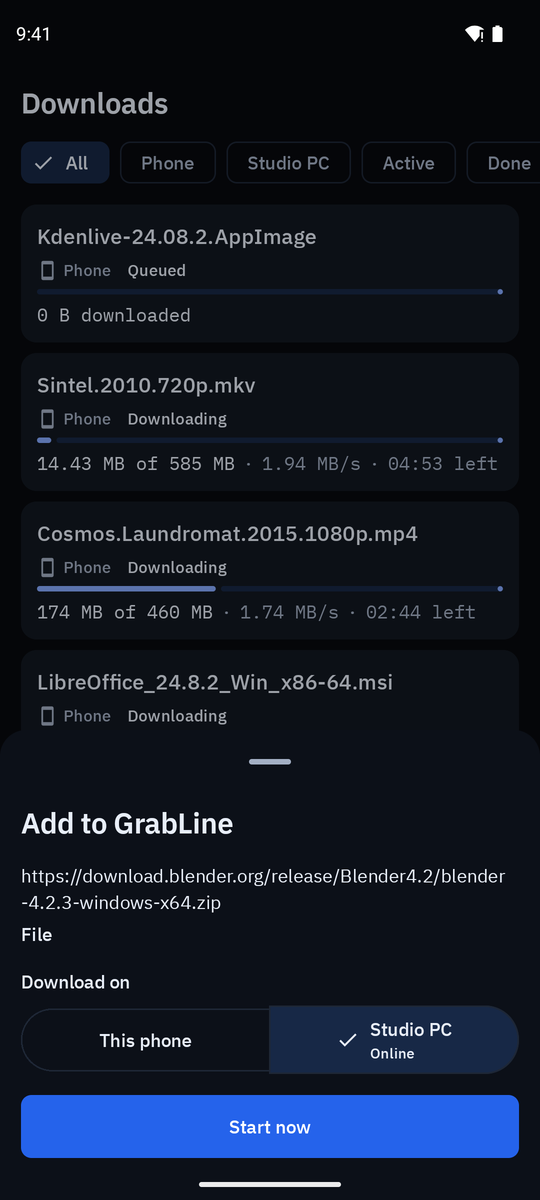 9:41
Downloads
All
Phone
Studio PC
Active
Done
Kdenlive-24.08.2.AppImage
Phone Queued
0 B downloaded
Sintel.2010.720p.mkv
Phone Downloading
14.43 MB of 585 MB · 1.94 MB/s · 04:53 left
Cosmos.Laundromat.2015.1080p.mp4
Phone Downloading
174 MB of 460 MB · 1.74 MB/s · 02:44 left
LibreOffice_24.8.2_Win_x86-64.msi
Phone Downloading
Add to GrabLine
https://download.blender.org/release/Blender4.2/blender
-4.2.3-windows-x64.zip
File
Download on
This phone
Studio PC
Online
Start now